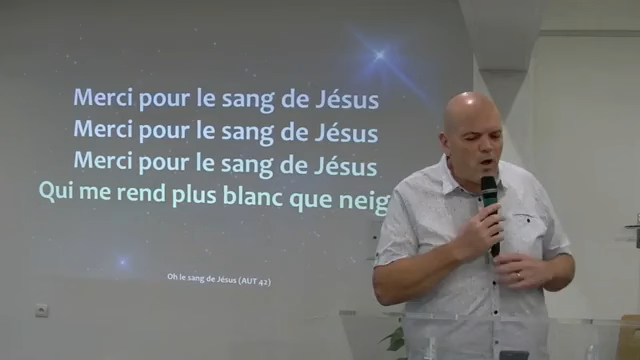 Merci pour le sang de Jésus
Merci pour le sang de Jésus
Merci pour le sang de Jésus
Qui me rend plus blanc que neig
Oh le sang de Jésus (AUT 42)